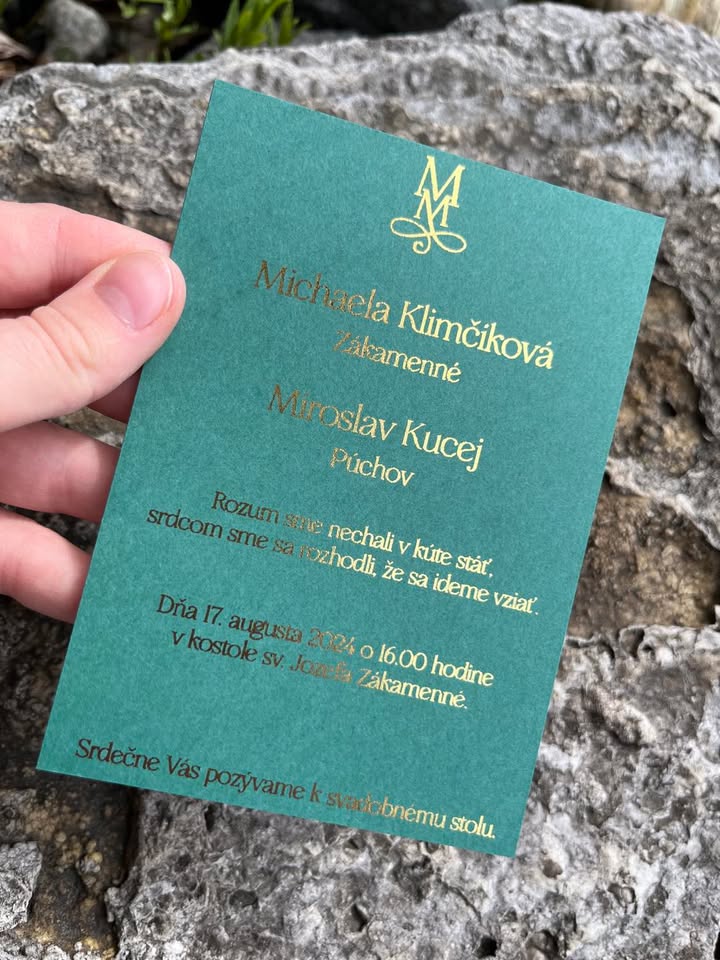 M
M
Michaela Klimčíková
Zákamenné
Miroslav Kucej
Púchov
Rozum sme nechali v kúte stáť,
srdcom sme sa rozhodli, že sa ideme vziať.
Dňa 17. augusta 2024 o 16.00 hodine
v kostole sv. Jozefa Zákamenné.
Srdečne Vás pozývame k svadobnému stolu.